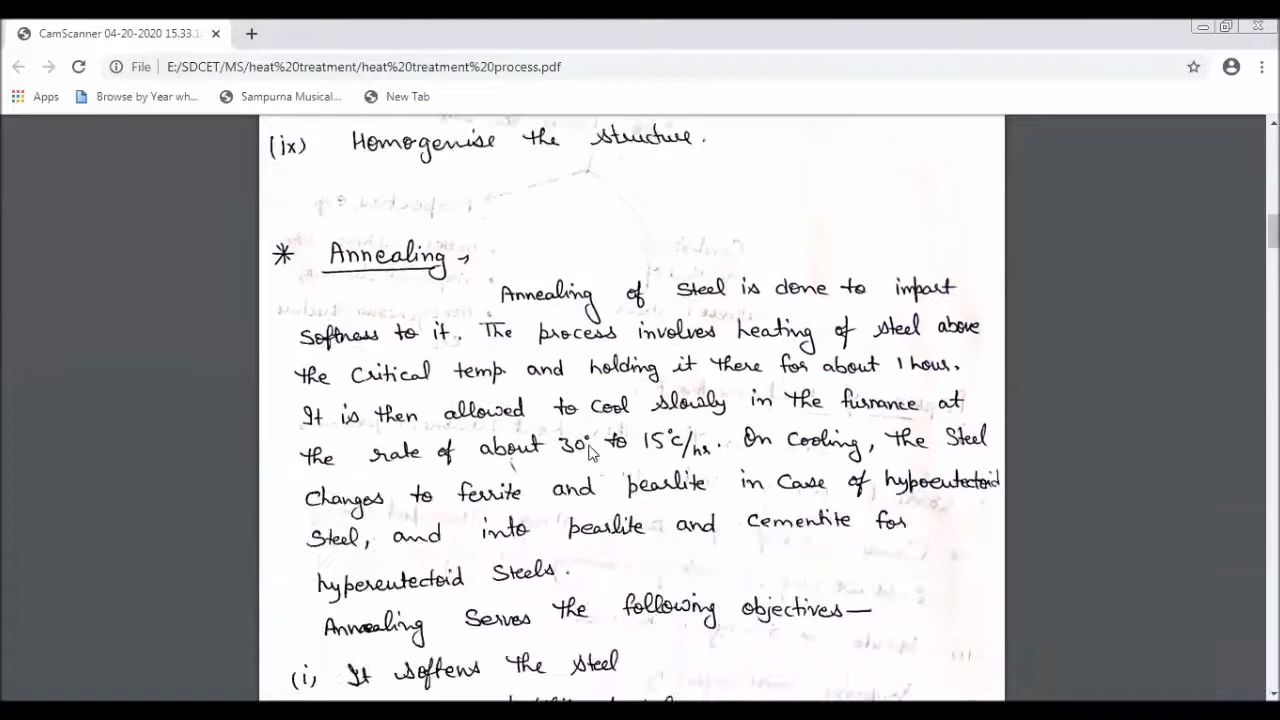 CamScanner 04-20-2020 15.33.1
File | E:/SDCET/MS/heat%20treatment/heat%20treatment%20process.pdf
Apps Browse by Year wh... Sampurna Musical... New Tab
(ix) Homogenise the structure.
* Annealing →
Annealing of Steel is done to impart
softness to it. The process involves heating of steel above
the critical temp. and holding it there for about 1 hour.
It is then allowed to cool slowly in the furnance at
the rate of about 30° to 15°C/hr. On cooling, the Steel
changes to ferrite and pearlite in case of hypoeutectoid
Steel, and into pearlite and cementite for
hypereutectoid Steels.
Annealing Serves the following objectives—
(i) It softens the steel